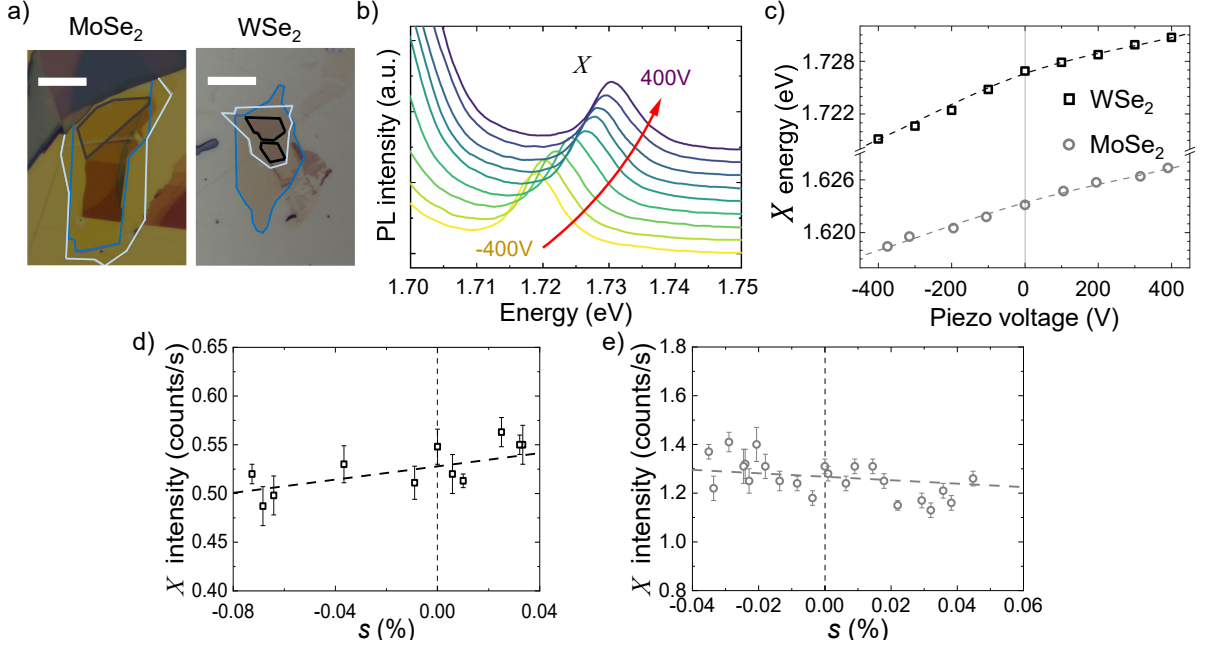 a)
MoSe₂
WSe₂
b)
PL intensity (a.u.)
X
400V
-400V
1.70 1.71 1.72 1.73 1.74 1.75
Energy (eV)
c)
X energy (eV)
1.728
1.722
1.626
1.620
WSe₂
MoSe₂
-400 -200 0 200 400
Piezo voltage (V)
d)
X intensity (counts/s)
0.65
0.60
0.55
0.50
0.45
0.40
-0.08 -0.04 0.00 0.04
s (%)
e)
X intensity (counts/s)
1.8
1.6
1.4
1.2
1.0
0.8
-0.04 -0.02 0.00 0.02 0.04 0.06
s (%)